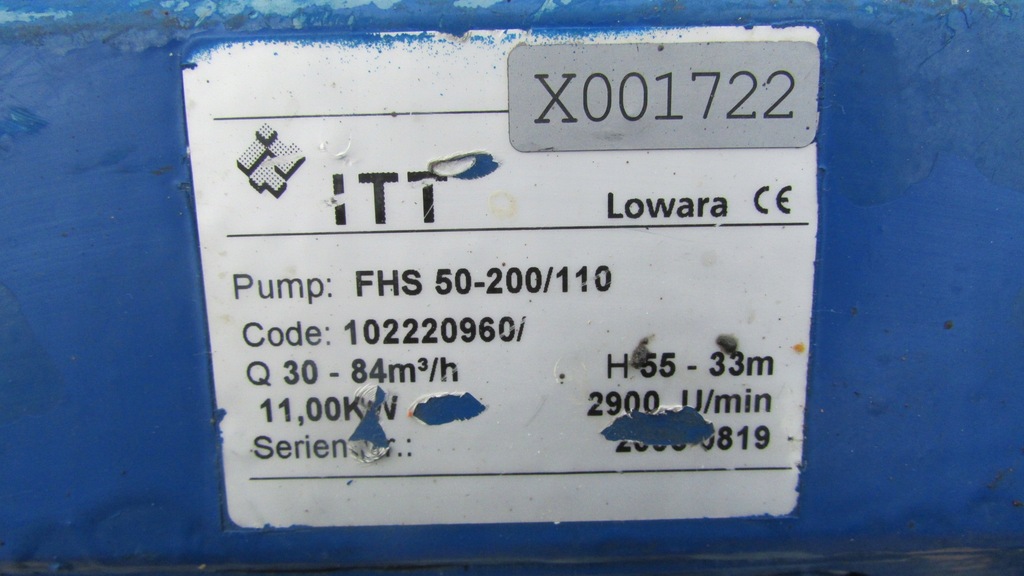 X001722
ITT
Lowara CE
Pump: FHS 50-200/110
Code: 102220960/
Q 30 - 84m³/h H 55 - 33m
11,00KW 2900 U/min
0819